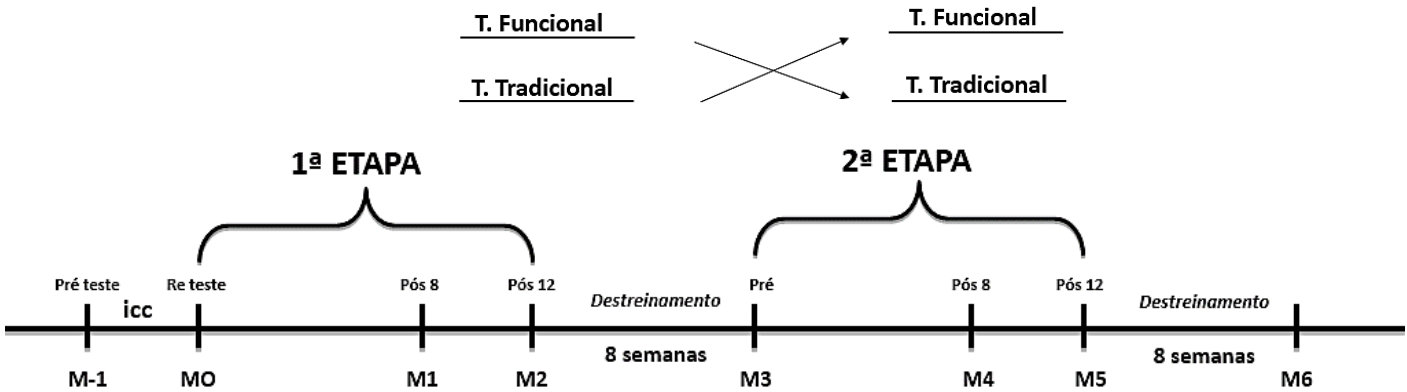 T. Funcional
T. Funcional
T. Tradicional
T. Tradicional
1ª ETAPA
2ª ETAPA
Pré teste
Re teste
Pós 8
Pós 12
Destreinamento
Pré
Pós 8
Pós 12
Destreinamento
icc
8 semanas
8 semanas
M-1
MO
M1
M2
M3
M4
M5
M6